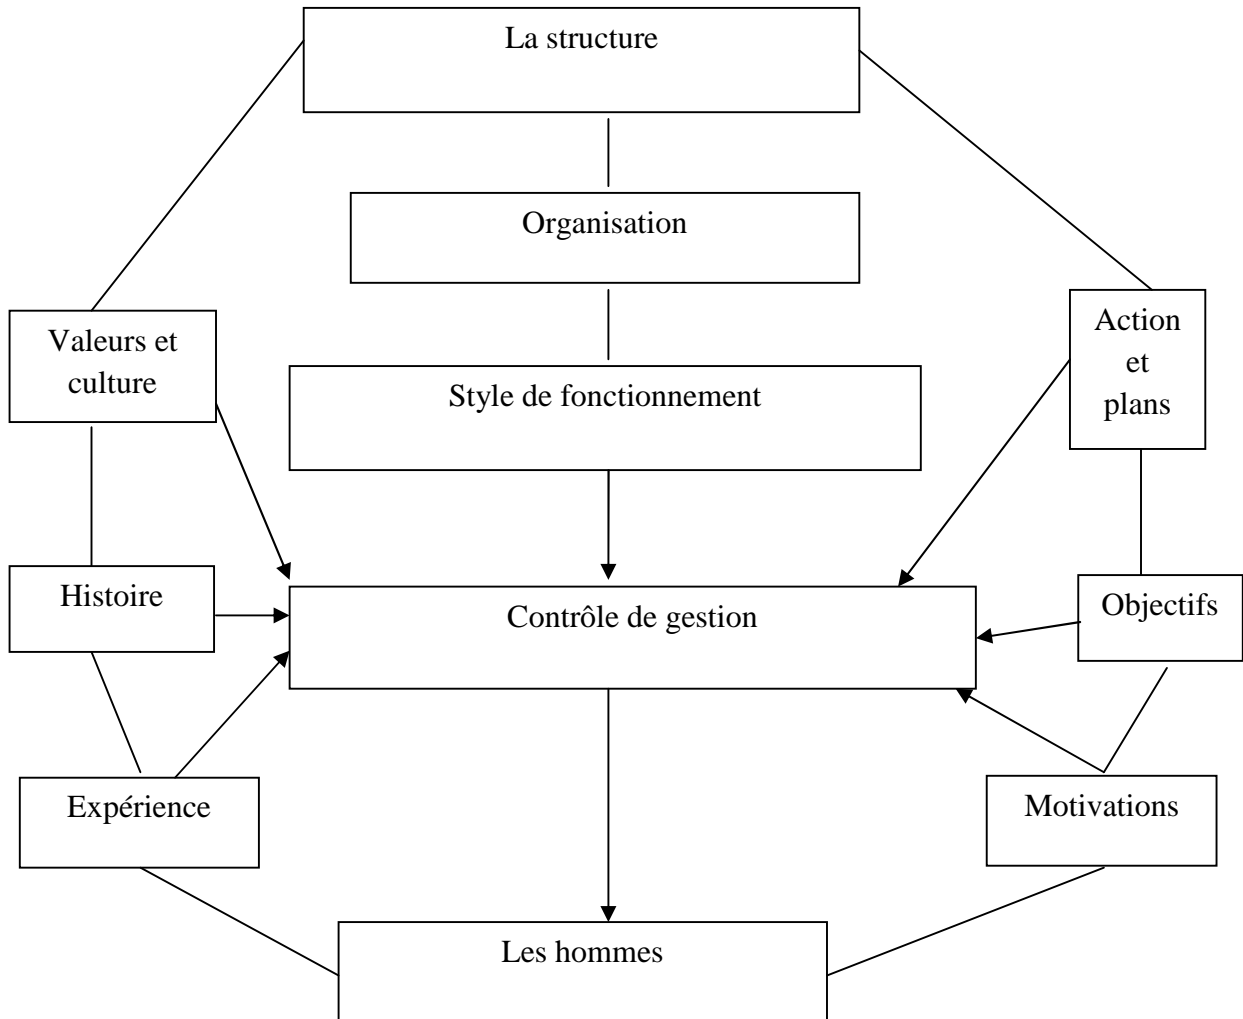 La structure
Organisation
Valeurs et
culture
Action
et
plans
Style de fonctionnement
Histoire
Contrôle de gestion
Objectifs
Expérience
Motivations
Les hommes